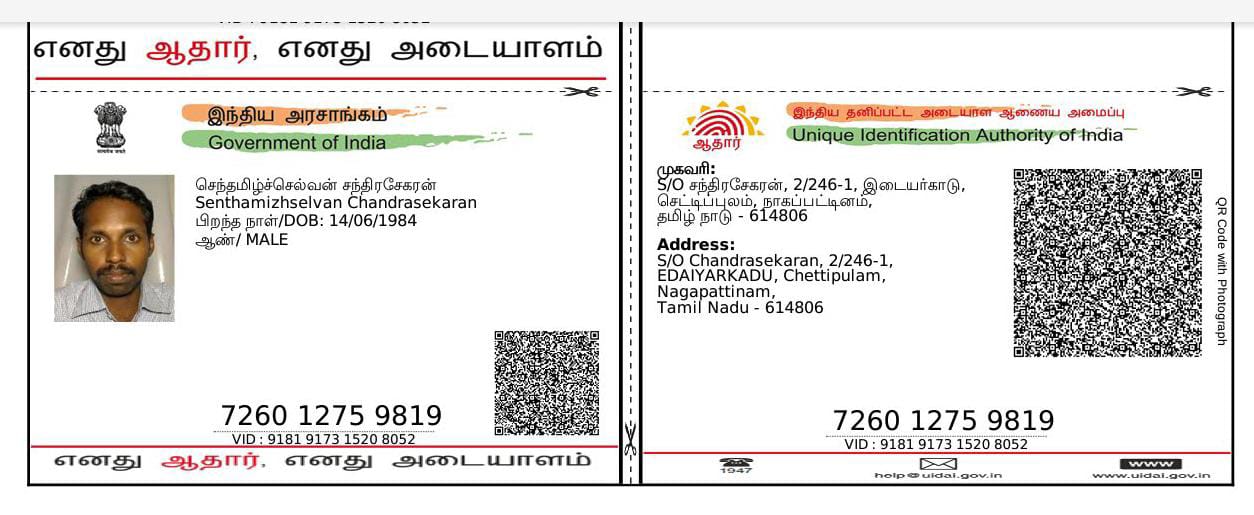 எனது ஆதார், எனது அடையாளம்
இந்திய அரசாங்கம்
Government of India
செந்தமிழ்ச்செல்வன் சந்திரசேகரன்
Senthamizhselvan Chandrasekaran
பிறந்த நாள்/DOB: 14/06/1984
ஆண்/ MALE
7260 1275 9819
VID : 9181 9173 1520 8052
எனது ஆதார், எனது அடையாளம்
ஆதார்
இந்திய தனிப்பட்ட அடையாள ஆணைய அமைப்பு
Unique Identification Authority of India
முகவரி:
S/O சந்திரசேகரன், 2/246-1, இடையர்காடு,
செட்டிப்புலம், நாகப்பட்டினம்,
தமிழ் நாடு - 614806
Address:
S/O Chandrasekaran, 2/246-1,
EDAIYARKADU, Chettipulam,
Nagapattinam,
Tamil Nadu - 614806
QR Code with Photograph
7260 1275 9819
VID : 9181 9173 1520 8052
1947
help@uidai.gov.in
www
www.uidai.gov.in